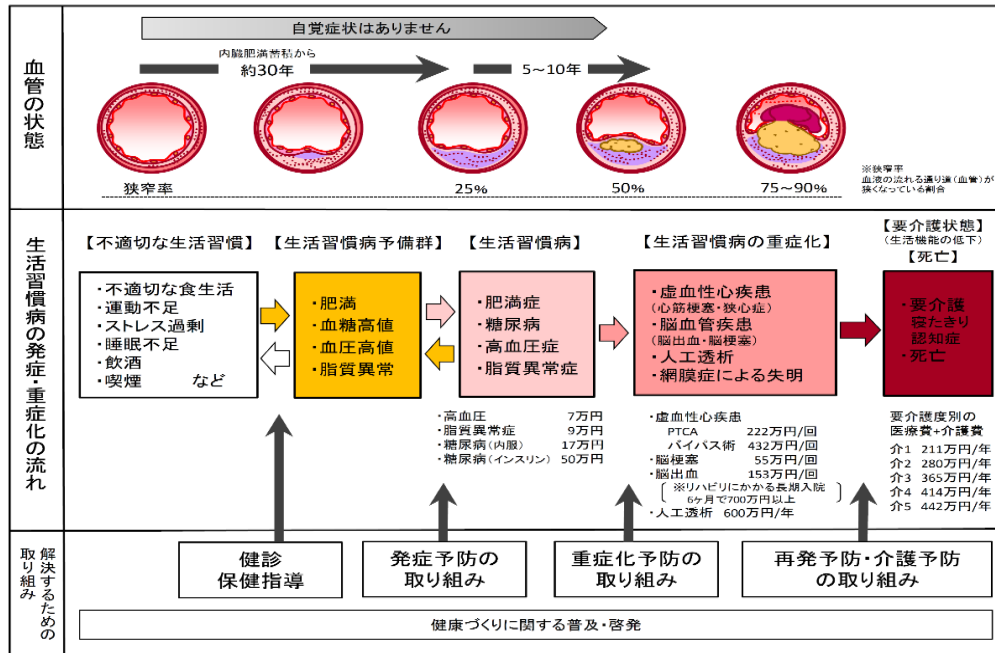 血管の状態
自覚症状はありません
内臓肥満蓄積から
約30年
5～10年
狭窄率
25%
50%
75～90%
※狭窄率
血液の流れる通り道(血管)が
狭くなっている割合
生活習慣病の発症・重症化の流れ
【不適切な生活習慣】
・不適切な食生活
・運動不足
・ストレス過剰
・睡眠不足
・飲酒
・喫煙 など
【生活習慣病予備群】
・肥満
・血糖高値
・血圧高値
・脂質異常
【生活習慣病】
・肥満症
・糖尿病
・高血圧症
・脂質異常症
【生活習慣病の重症化】
・虚血性心疾患
(心筋梗塞・狭心症)
・脳血管疾患
(脳出血・脳梗塞)
・人工透析
・網膜症による失明
【要介護状態】
(生活機能の低下)
【死亡】
・要介護
寝たきり
認知症
・死亡
・高血圧 7万円
・脂質異常症 9万円
・糖尿病(内服) 17万円
・糖尿病(インスリン) 50万円
・虚血性心疾患
PTCA 222万円/回
バイパス術 432万円/回
・脳梗塞 55万円/回
・脳出血 153万円/回
※リハビリにかかる長期入院
6ヶ月で700万円以上
・人工透析 600万円/年
要介護度別の
医療費+介護費
介1 211万円/年
介2 280万円/年
介3 365万円/年
介4 414万円/年
介5 442万円/年
解決するための
取り組み
健診
保健指導
発症予防の
取り組み
重症化予防の
取り組み
再発予防・介護予防
の取り組み
健康づくりに関する普及・啓発